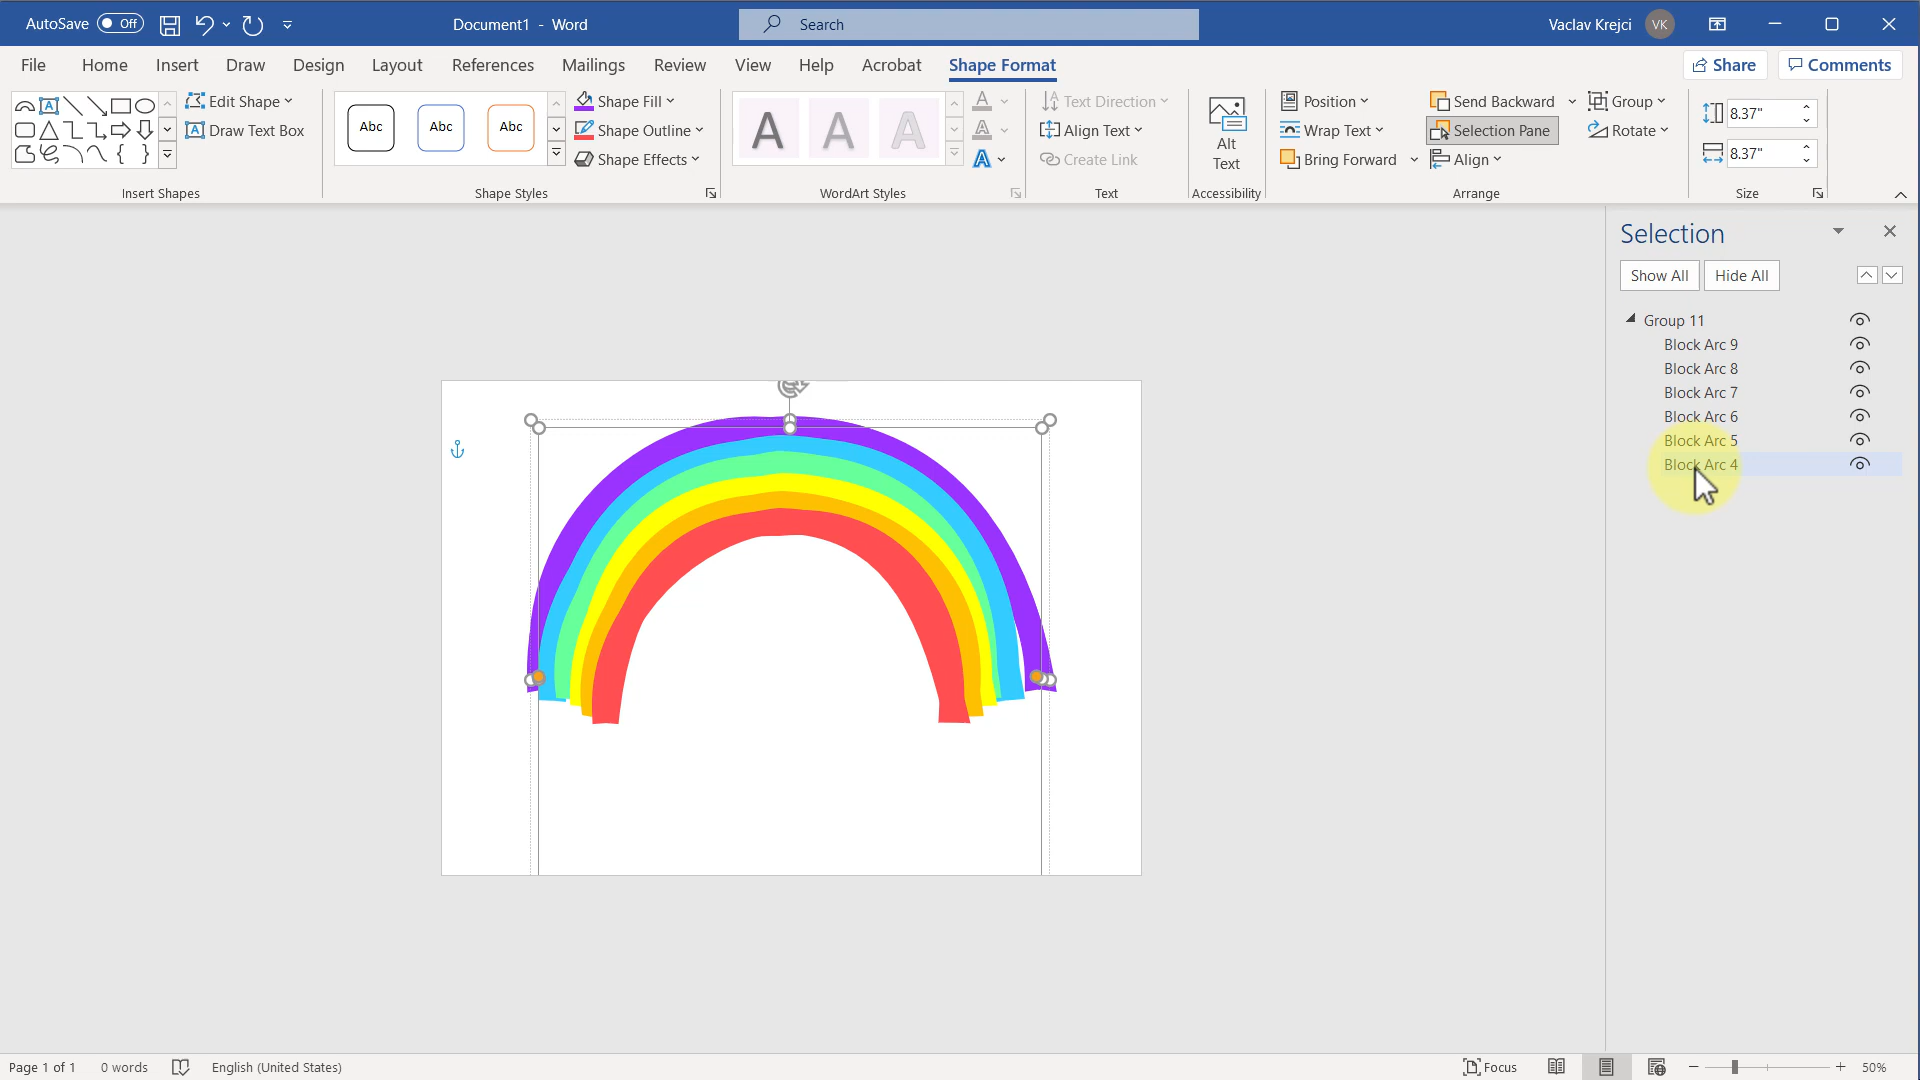 AutoSave Off
Document1 - Word
Search
Vaclav Krejci VK
File Home Insert Draw Design Layout References Mailings Review View Help Acrobat Shape Format
Share Comments
Edit Shape
Draw Text Box
Insert Shapes
Abc Abc Abc
Shape Fill
Shape Outline
Shape Effects
Shape Styles
A A A
WordArt Styles
Text Direction
Align Text
Create Link
Text
Alt
Text
Accessibility
Position
Wrap Text
Bring Forward
Send Backward
Selection Pane
Align
Group
Rotate
Arrange
8.37"
8.37"
Size
Selection
Show All Hide All
Group 11
Block Arc 9
Block Arc 8
Block Arc 7
Block Arc 6
Block Arc 5
Block Arc 4
Page 1 of 1 0 words English (United States)
Focus
50%